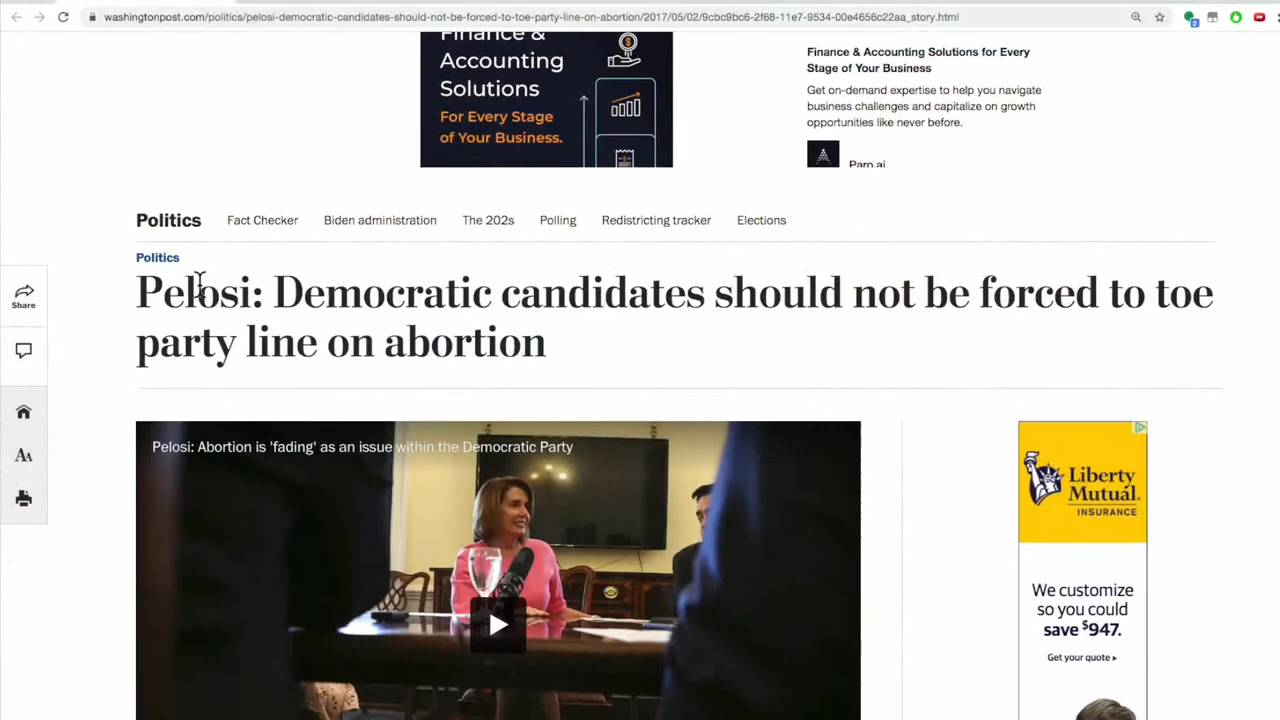 washingtonpost.com/politics/pelosi-democratic-candidates-should-not-be-forced-to-toe-party-line-on-abortion/2017/05/02/9cbc9bc6-2f68-11e7-9534-00e4656c22aa_story.html
Finance &
Accounting
Solutions
For Every Stage
of Your Business.
Finance & Accounting Solutions for Every
Stage of Your Business
Get on-demand expertise to help you navigate
business challenges and capitalize on growth
opportunities like never before.
Paro.ai
Politics Fact Checker Biden administration The 202s Polling Redistricting tracker Elections
Politics
Pelosi: Democratic candidates should not be forced to toe
party line on abortion
Share
AA
Pelosi: Abortion is 'fading' as an issue within the Democratic Party
Liberty
Mutual.
INSURANCE
We customize
so you could
save $947.
Get your quote ▸